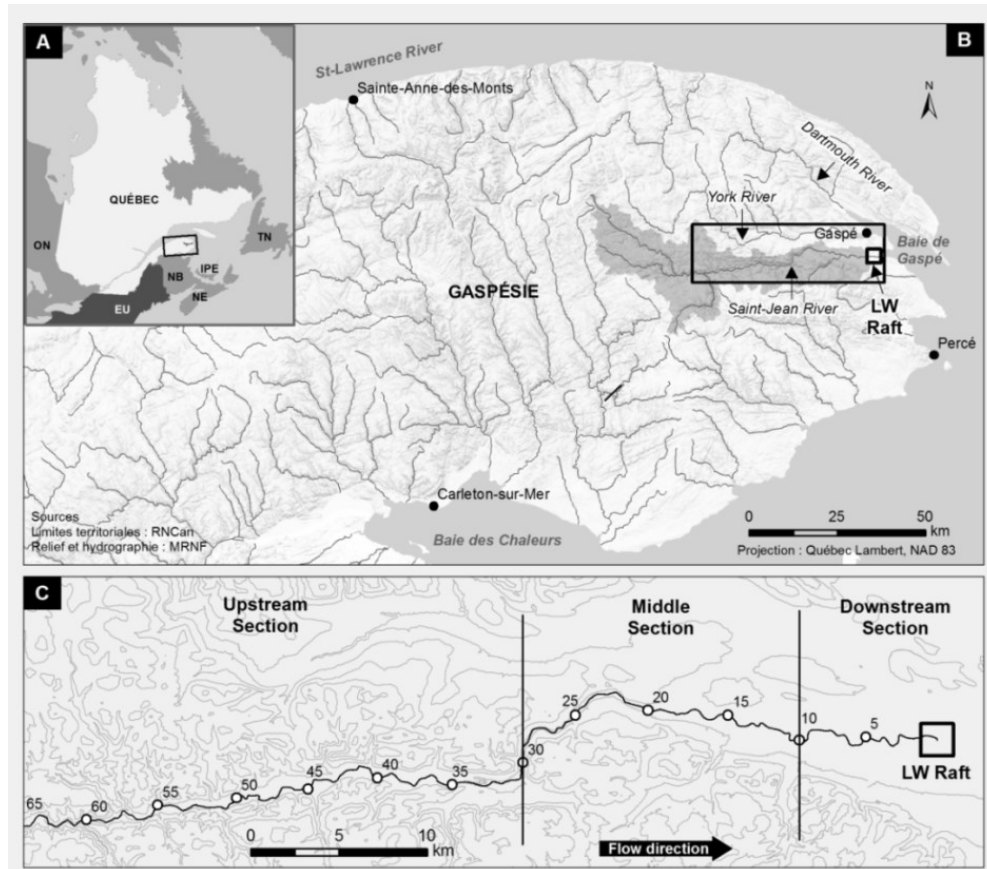 A
B
St-Lawrence River
Sainte-Anne-des-Monts
N
Dartmouth River
York River
QUÉBEC
Gaspé
Baie de
Gaspé
ON
TN
NB
IPE
NE
EU
GASPÉSIE
Saint-Jean River
LW
Raft
Percé
Carleton-sur-Mer
Sources
Limites territoriales : RNCan
Relief et hydrographie : MRNF
Baie des Chaleurs
0 25 50
km
Projection : Québec Lambert, NAD 83
C
Upstream
Section
Middle
Section
Downstream
Section
25
20
15
10
5
30
LW Raft
65
60
55
50
45
40
35
0 5 10
km
Flow direction